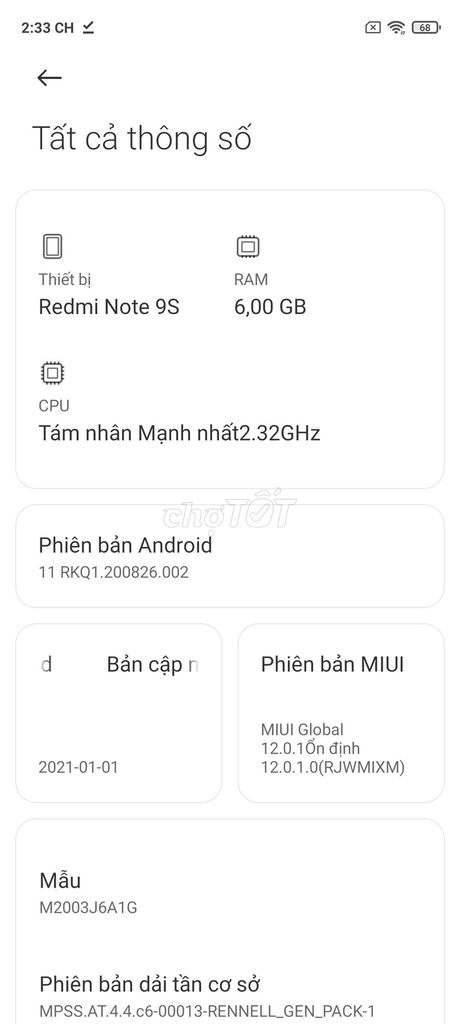 2:33 CH
68
Tất cả thông số
Thiết bị
Redmi Note 9S
RAM
6,00 GB
CPU
Tám nhân Mạnh nhất2.32GHz
chợTỐT
Phiên bản Android
11 RKQ1.200826.002
d Bản cập n
2021-01-01
Phiên bản MIUI
MIUI Global
12.0.1Ổn định
12.0.1.0(RJWMIXM)
Mẫu
M2003J6A1G
Phiên bản dải tần cơ sở
MPSS.AT.4.4.c6-00013-RENNELL_GEN_PACK-1